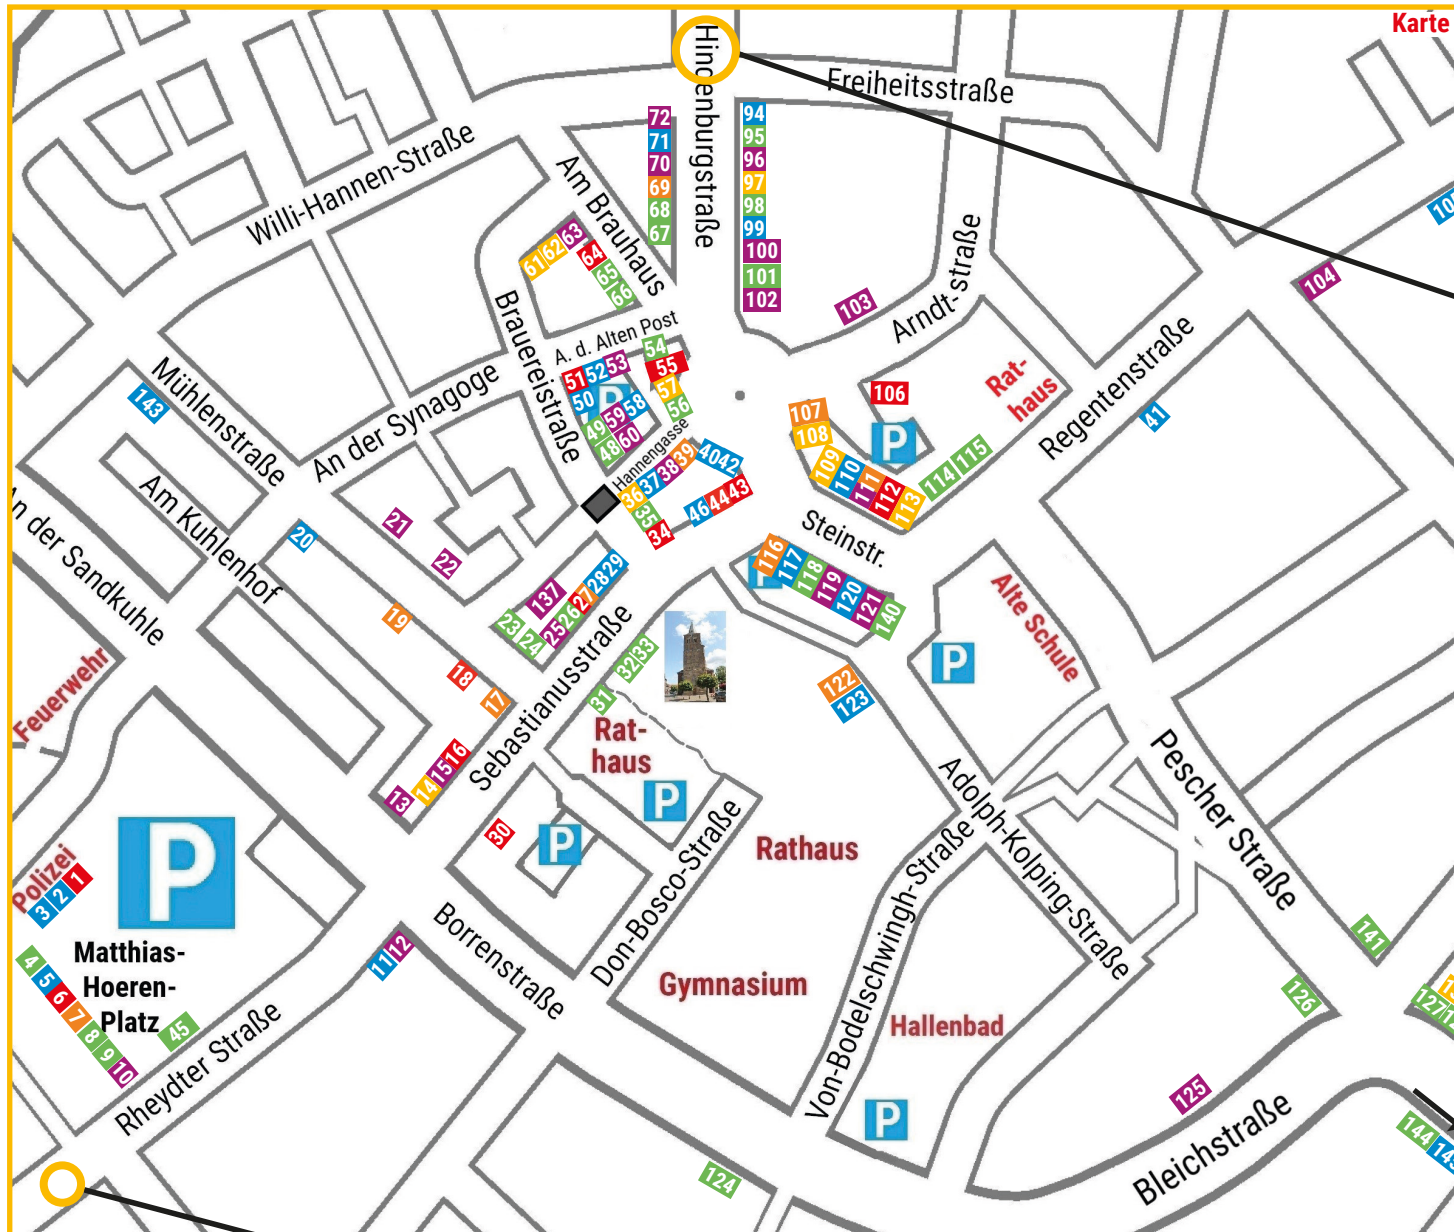 Karte
Hindenburgstraße
Freiheitsstraße
72
71
70
69
68
67
94
95
96
97
98
99
100
101
102
Willi-Hannen-Straße
Am Brauhaus
61
62
63
64
65
66
103
Arndt-straße
104
Brauereistraße
A. d. Alten Post
54
55
57
56
51
52
53
50
P
58
59
49
48
60
Mühlenstraße
143
An der Synagoge
Hannengasse
106
P
Rat-
haus
Regentenstraße
41
107
108
109
110
111
112
113
114
115
36
37
38
39
40
42
35
34
46
44
43
Am Kuhlenhof
An der Sandkuhle
21
22
20
19
18
17
137
23
24
25
26
27
28
29
Steinstr.
P
116
117
118
119
120
121
140
Alte Schule
P
Feuerwehr
Sebastianusstraße
31
32
33
Rat-
haus
P
122
123
13
14
15
16
30
P
Adolph-Kolping-Straße
Pescher Straße
Don-Bosco-Straße
Rathaus
Polizei
3
2
1
P
Matthias-
Hoeren-
Platz
4
5
6
7
8
9
10
45
11
12
Borrenstraße
Rheydter Straße
Gymnasium
Von-Bodelschwingh-Straße
Hallenbad
P
141
126
127
125
Bleichstraße
144
124